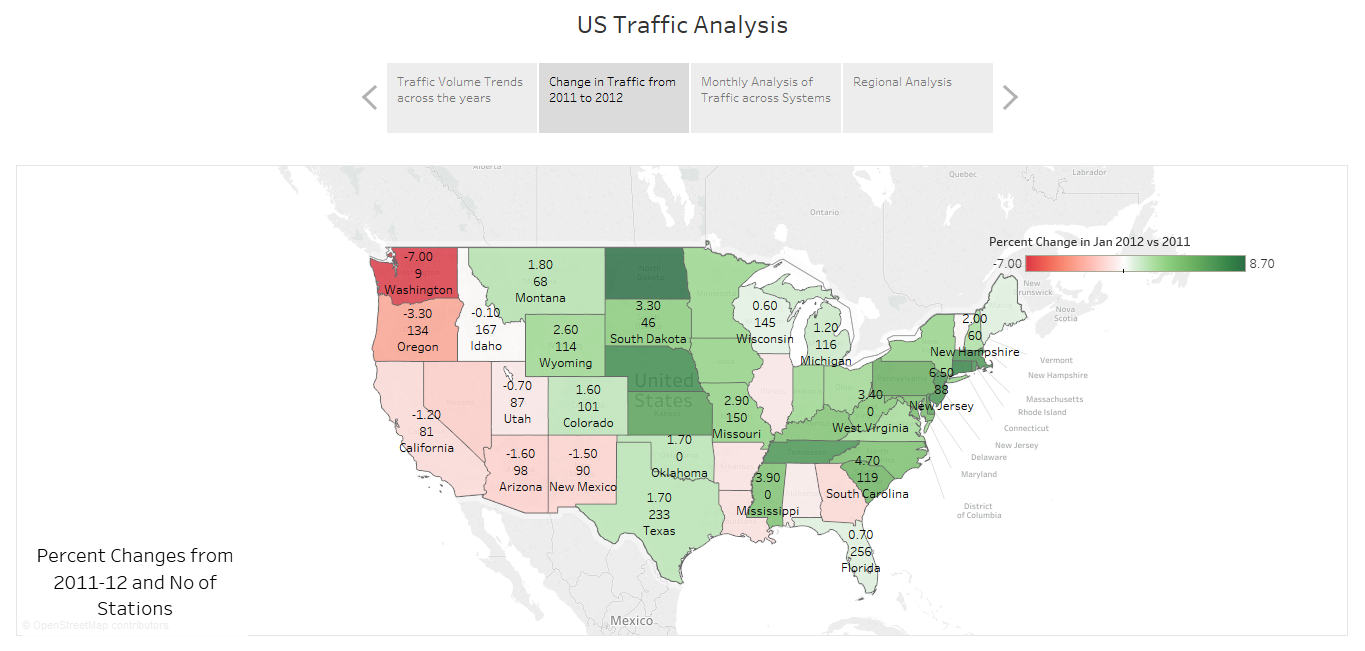 US Traffic Analysis
Traffic Volume Trends
across the years
Change in Traffic from
2011 to 2012
Monthly Analysis of
Traffic across Systems
Regional Analysis
Alberta
Quebec
Labrador
Ontario
Percent Change in Jan 2012 vs 2011
-7.00
8.70
New
Brunswick
Nova
Scotia
-7.00
9
Washington
1.80
68
Montana
North
Dakota
-3.30
134
Oregon
-0.10
167
Idaho
2.60
114
Wyoming
3.30
46
South Dakota
0.60
145
Wisconsin
1.20
116
Michigan
2.00
60
New Hampshire
Vermont
New Hampshire
Massachusetts
Rhode Island
Connecticut
New Jersey
Delaware
Maryland
District
of Columbia
-1.20
81
California
-0.70
87
Utah
1.60
101
Colorado
United
States
2.90
150
Missouri
3.40
0
West Virginia
6.50
88
New Jersey
-1.60
98
Arizona
-1.50
90
New Mexico
1.70
0
Oklahoma
1.70
233
Texas
3.90
0
Mississippi
4.70
119
South Carolina
0.70
256
Florida
Mexico
Percent Changes from
2011-12 and No of
Stations
© OpenStreetMap contributors